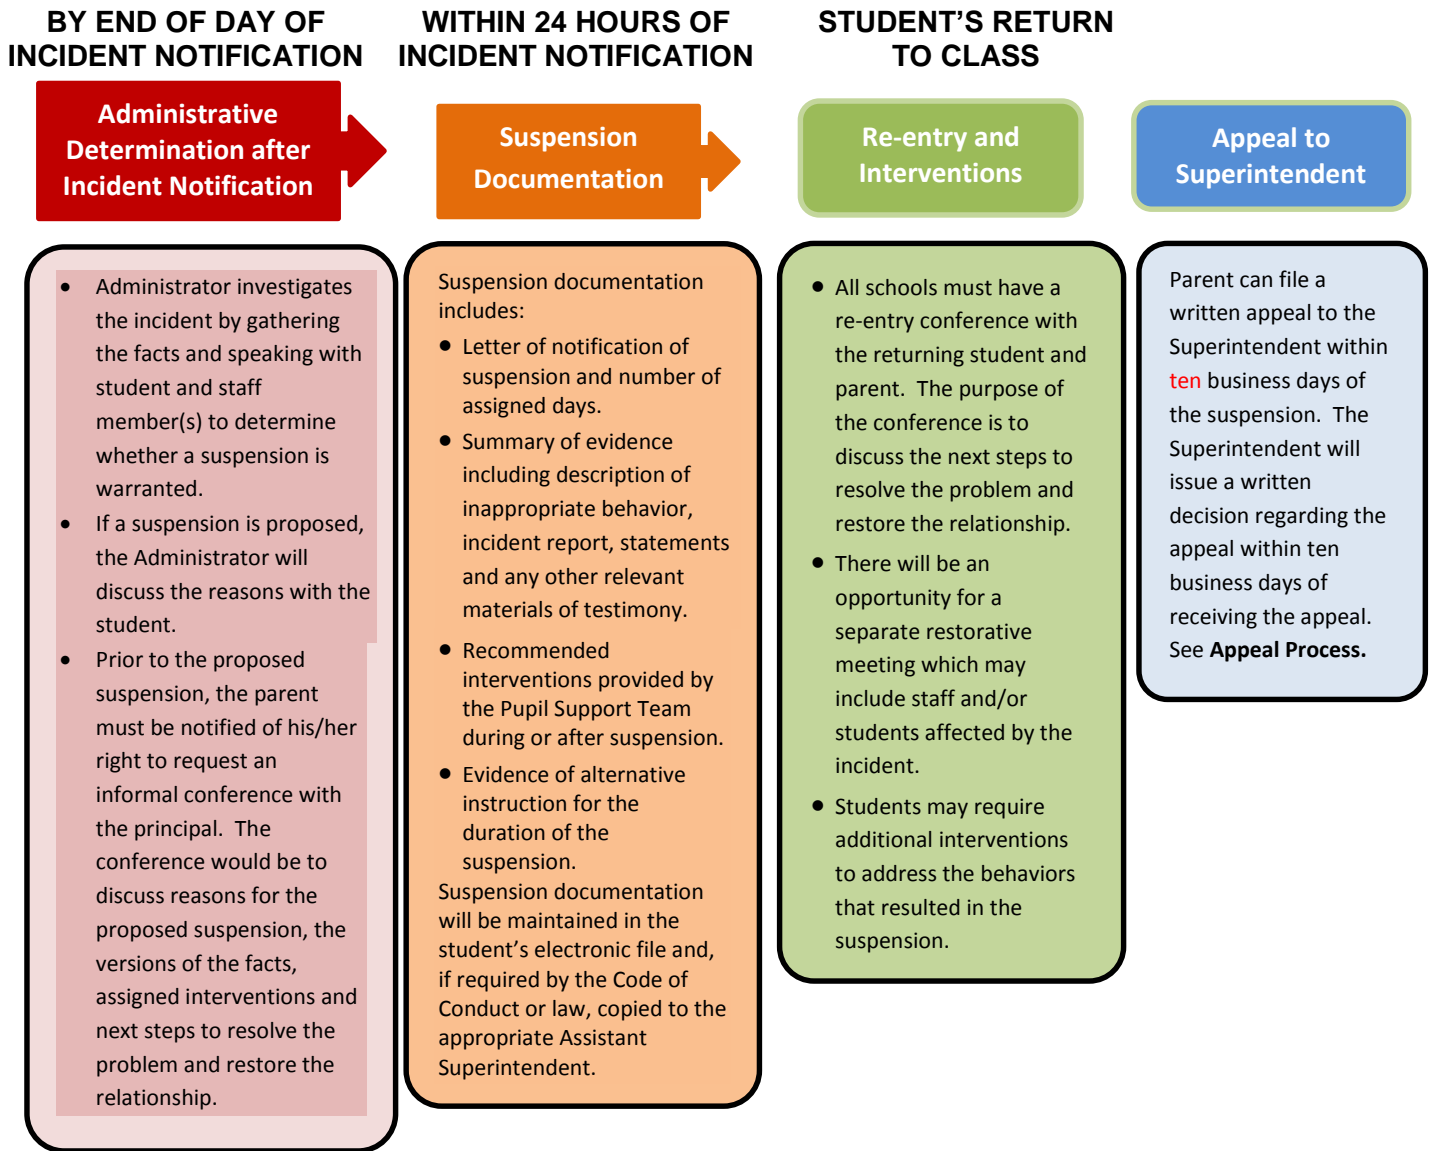 BY END OF DAY OF
INCIDENT NOTIFICATION
WITHIN 24 HOURS OF
INCIDENT NOTIFICATION
STUDENT’S RETURN
TO CLASS
Administrative
Determination after
Incident Notification
Suspension
Documentation
Re-entry and
Interventions
Appeal to
Superintendent
• Administrator investigates
the incident by gathering
the facts and speaking with
student and staff
member(s) to determine
whether a suspension is
warranted.
• If a suspension is proposed,
the Administrator will
discuss the reasons with the
student.
• Prior to the proposed
suspension, the parent
must be notified of his/her
right to request an
informal conference with
the principal.  The
conference would be to
discuss reasons for the
proposed suspension, the
versions of the facts,
assigned interventions and
next steps to resolve the
problem and restore the
relationship.
Suspension documentation
includes:
• Letter of notification of
suspension and number of
assigned days.
• Summary of evidence
including description of
inappropriate behavior,
incident report, statements
and any other relevant
materials of testimony.
• Recommended
interventions provided by
the Pupil Support Team
during or after suspension.
• Evidence of alternative
instruction for the
duration of the
suspension.
Suspension documentation
will be maintained in the
student’s electronic file and,
if required by the Code of
Conduct or law, copied to the
appropriate Assistant
Superintendent.
• All schools must have a
re-entry conference with
the returning student and
parent.  The purpose of
the conference is to
discuss the next steps to
resolve the problem and
restore the relationship.
• There will be an
opportunity for a
separate restorative
meeting which may
include staff and/or
students affected by the
incident.
• Students may require
additional interventions
to address the behaviors
that resulted in the
suspension.
Parent can file a
written appeal to the
Superintendent within
ten business days of
the suspension.  The
Superintendent will
issue a written
decision regarding the
appeal within ten
business days of
receiving the appeal.
See Appeal Process.